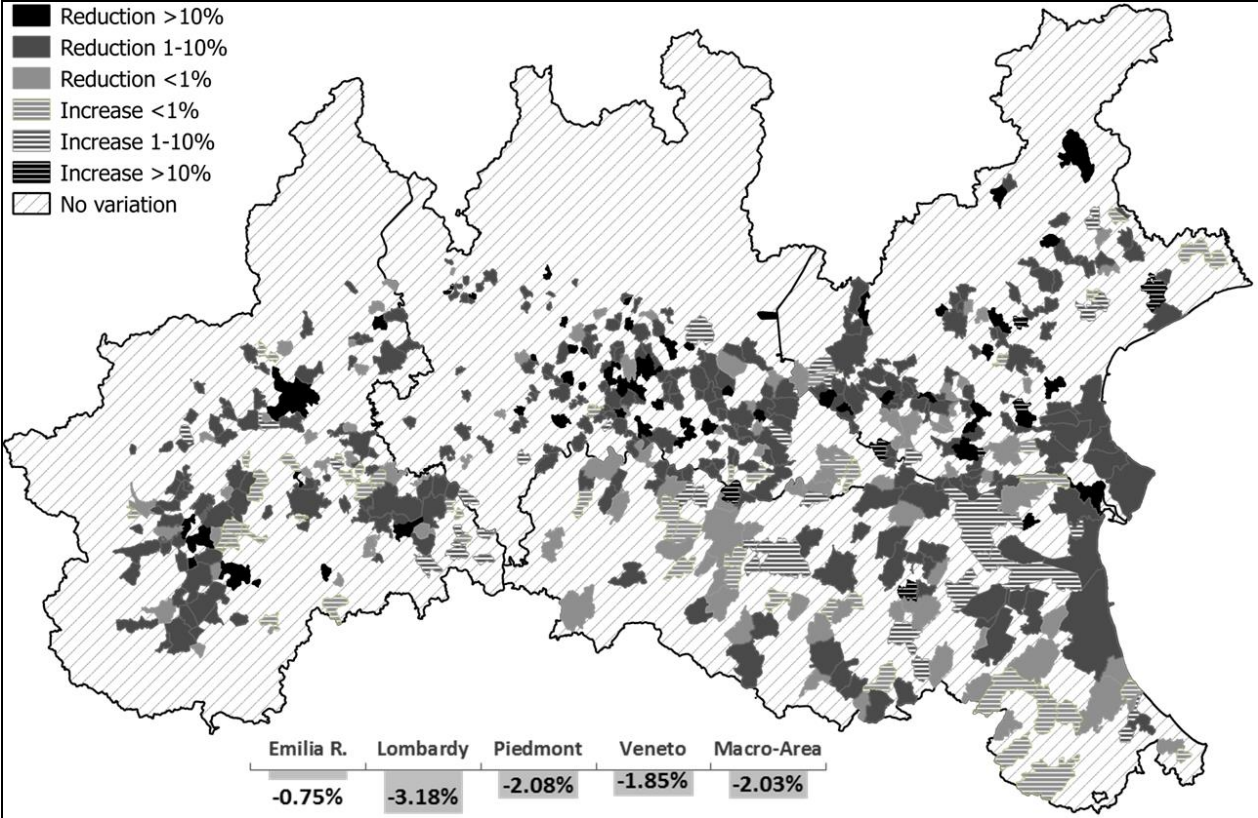 Reduction >10%
Reduction 1-10%
Reduction <1%
Increase <1%
Increase 1-10%
Increase >10%
No variation
Emilia R. Lombardy Piedmont Veneto Macro-Area
-0.75% -3.18% -2.08% -1.85% -2.03%